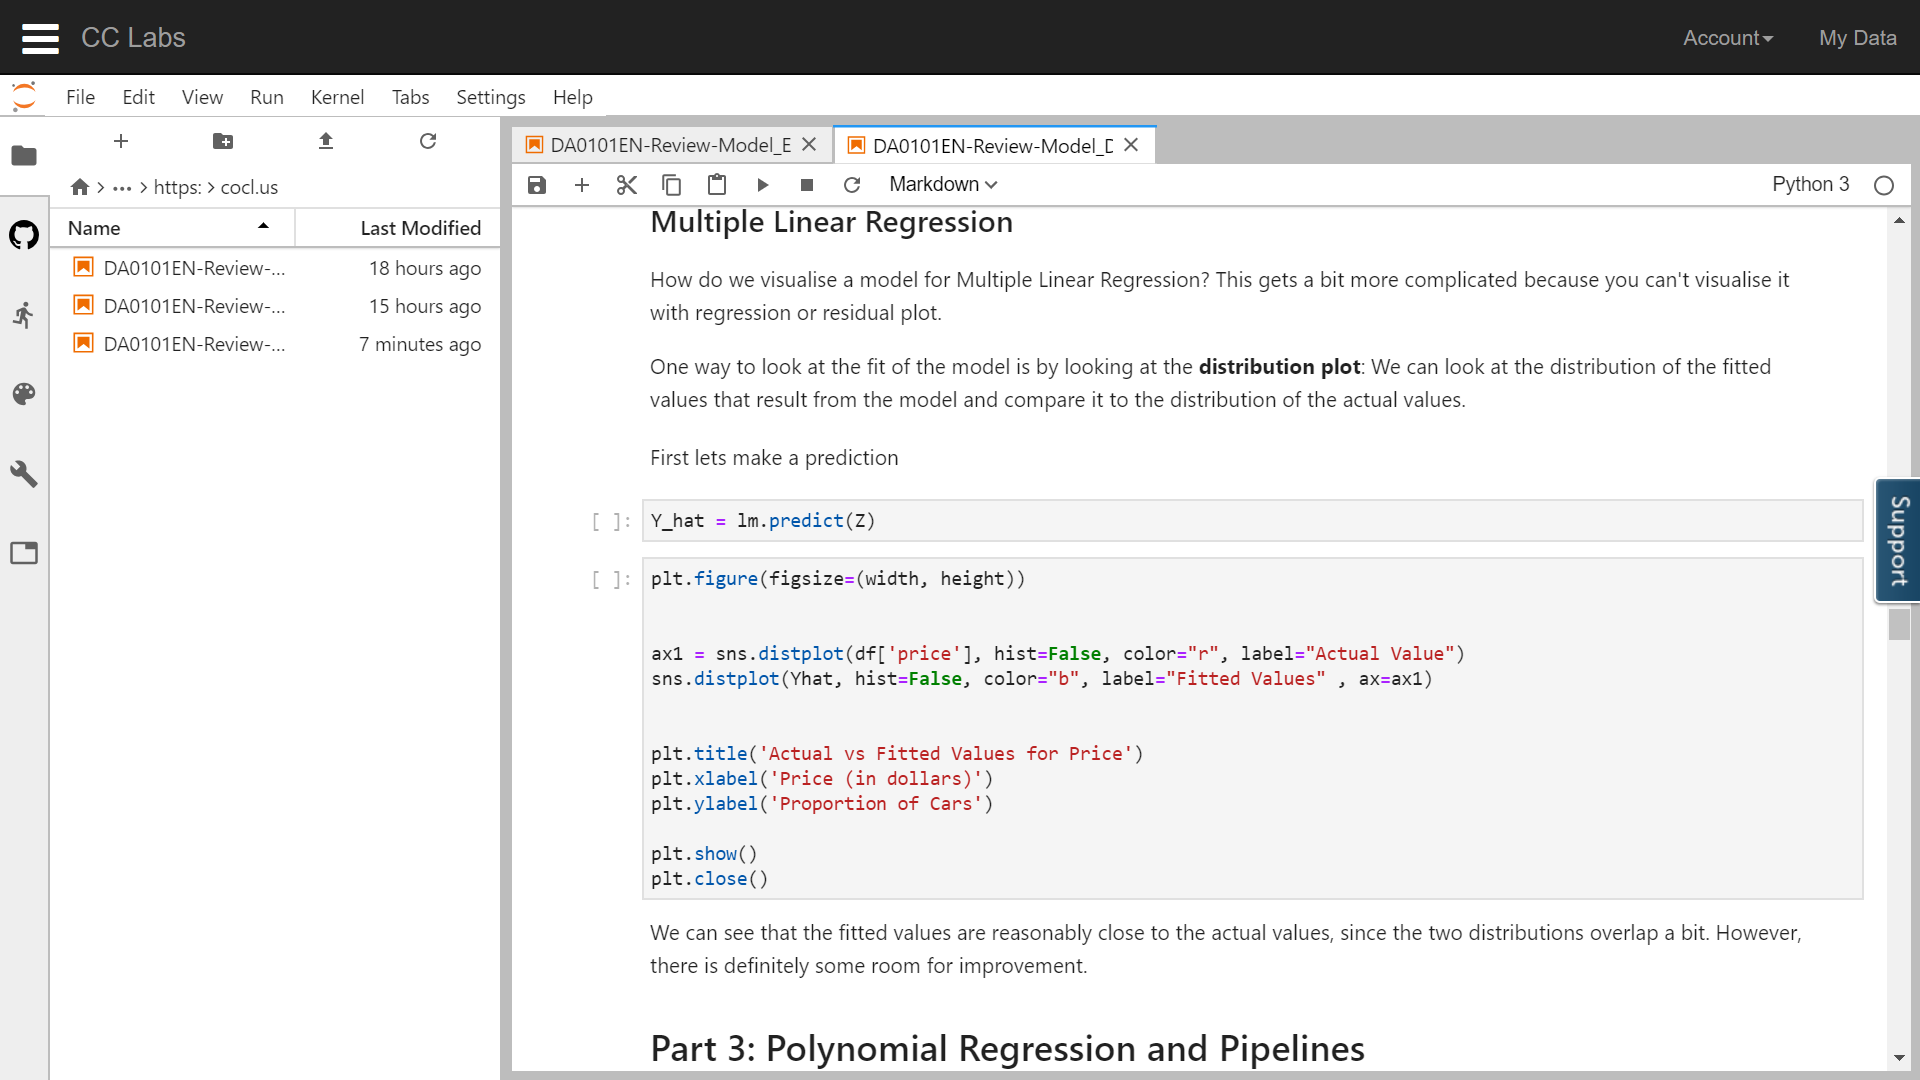 CC Labs
Account
My Data
File Edit View Run Kernel Tabs Settings Help
DA0101EN-Review-Model_E
DA0101EN-Review-Model_D
Markdown
Python 3
… > https: > cocl.us
Name Last Modified
DA0101EN-Review-... 18 hours ago
DA0101EN-Review-... 15 hours ago
DA0101EN-Review-... 7 minutes ago
Multiple Linear Regression
How do we visualise a model for Multiple Linear Regression? This gets a bit more complicated because you can't visualise it
with regression or residual plot.
One way to look at the fit of the model is by looking at the distribution plot: We can look at the distribution of the fitted
values that result from the model and compare it to the distribution of the actual values.
First lets make a prediction
[ ]: Y_hat = lm.predict(Z)
[ ]: plt.figure(figsize=(width, height))
ax1 = sns.distplot(df['price'], hist=False, color="r", label="Actual Value")
sns.distplot(Yhat, hist=False, color="b", label="Fitted Values" , ax=ax1)
plt.title('Actual vs Fitted Values for Price')
plt.xlabel('Price (in dollars)')
plt.ylabel('Proportion of Cars')
plt.show()
plt.close()
We can see that the fitted values are reasonably close to the actual values, since the two distributions overlap a bit. However,
there is definitely some room for improvement.
Part 3: Polynomial Regression and Pipelines
Support